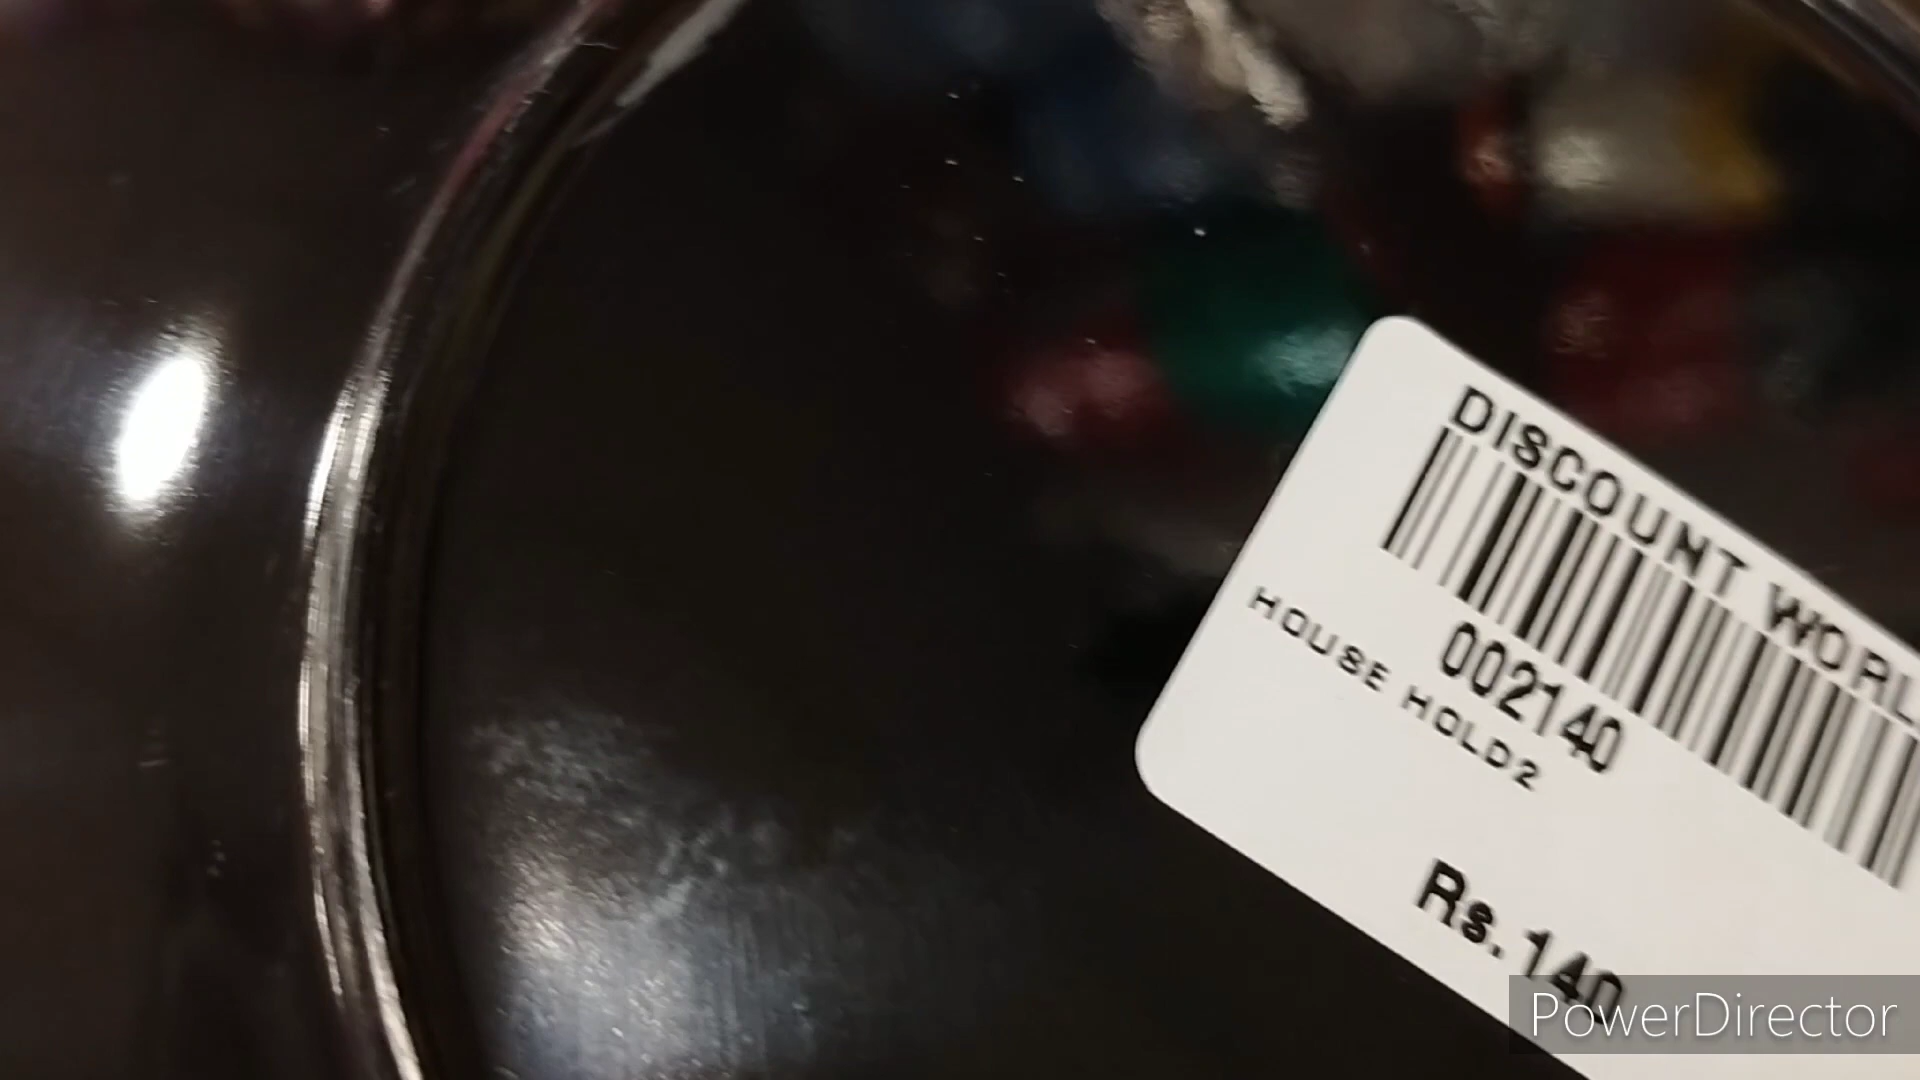 DISCOUNT WORL
002140
HOUSE HOLD2
Rs.140
PowerDirector